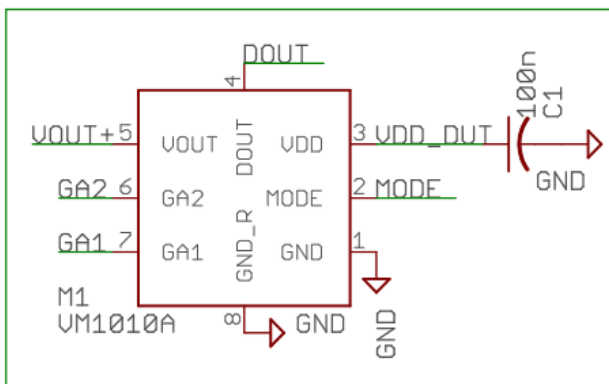 DOUT
4
100n
C1
VOUT+ 5 VOUT DOUT VDD 3 VDD_DUT
GND
GA2 6 GA2 MODE 2 MODE
GA1 7 GA1 GND_R GND 1
M1
VM1010A
8
GND
GND